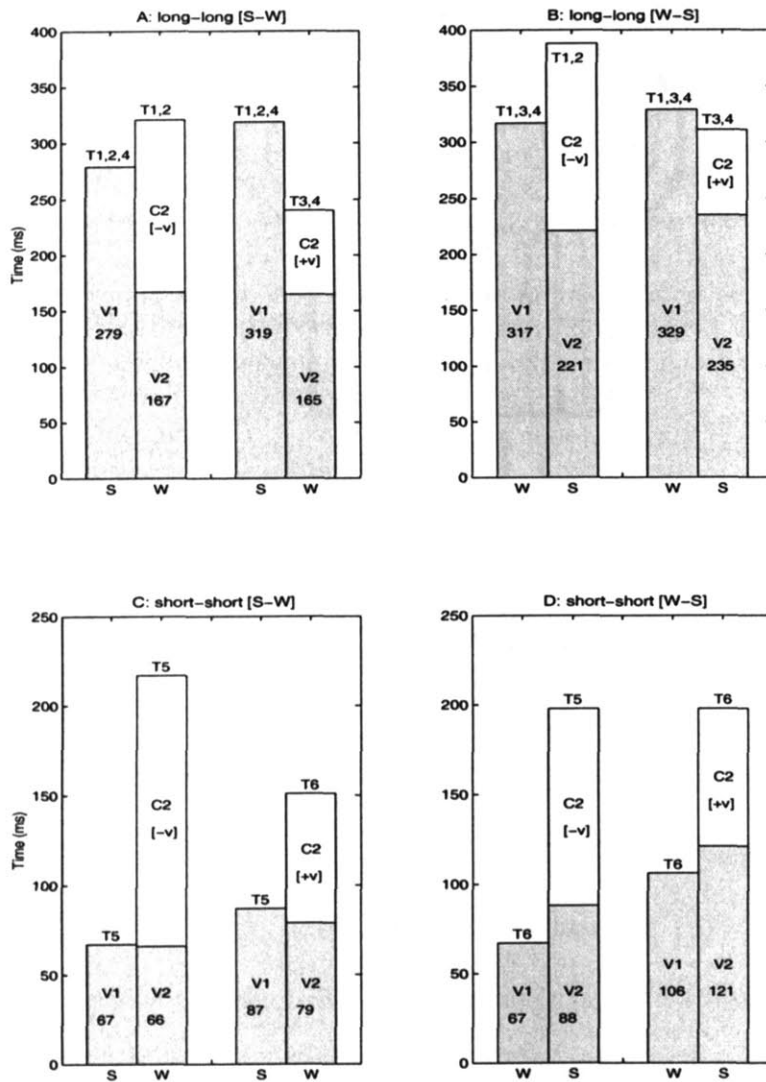 A: long-long [S-W]
400
350
300
250
200
150
100
50
0
Time (ms)
T1,2,4
V1
279
T1,2
C2
[-v]
V2
167
T1,2,4
V1
319
T3,4
C2
[+v]
V2
165
S W S W
B: long-long [W-S]
400
350
300
250
200
150
100
50
0
T1,3,4
V1
317
T1,2
C2
[-v]
V2
221
T1,3,4
V1
329
T3,4
C2
[+v]
V2
235
W S W S
C: short-short [S-W]
250
200
150
100
50
0
Time (ms)
T5
V1
67
T5
C2
[-v]
V2
66
T5
V1
87
T6
C2
[+v]
V2
79
S W S W
D: short-short [W-S]
250
200
150
100
50
0
T6
V1
67
T5
C2
[-v]
V2
88
T6
V1
106
T6
C2
[+v]
V2
121
W S W S